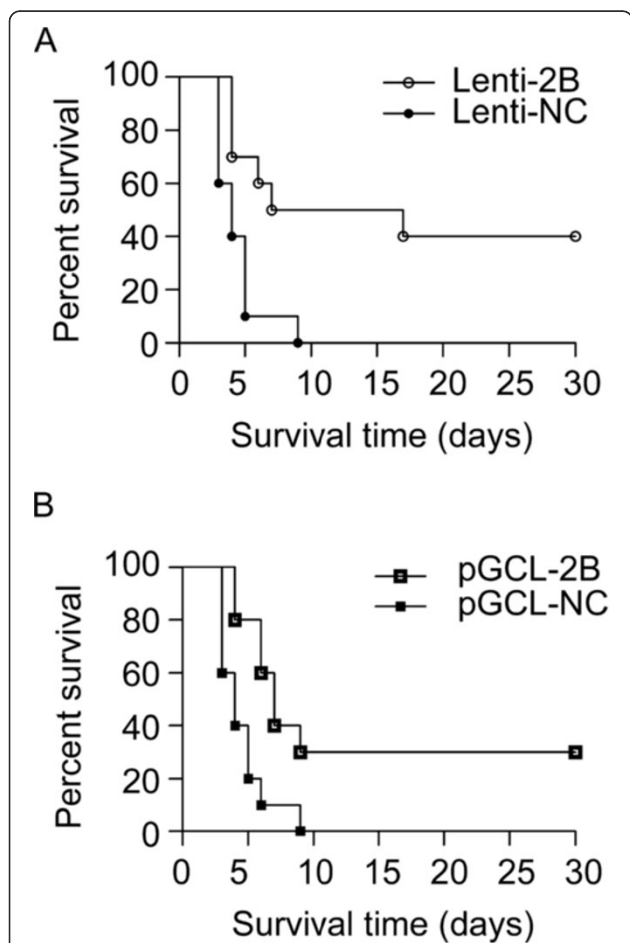 A
Percent survival
100
80
60
40
20
0
Lenti-2B
Lenti-NC
0 5 10 15 20 25 30
Survival time (days)
B
Percent survival
100
80
60
40
20
0
pGCL-2B
pGCL-NC
0 5 10 15 20 25 30
Survival time (days)